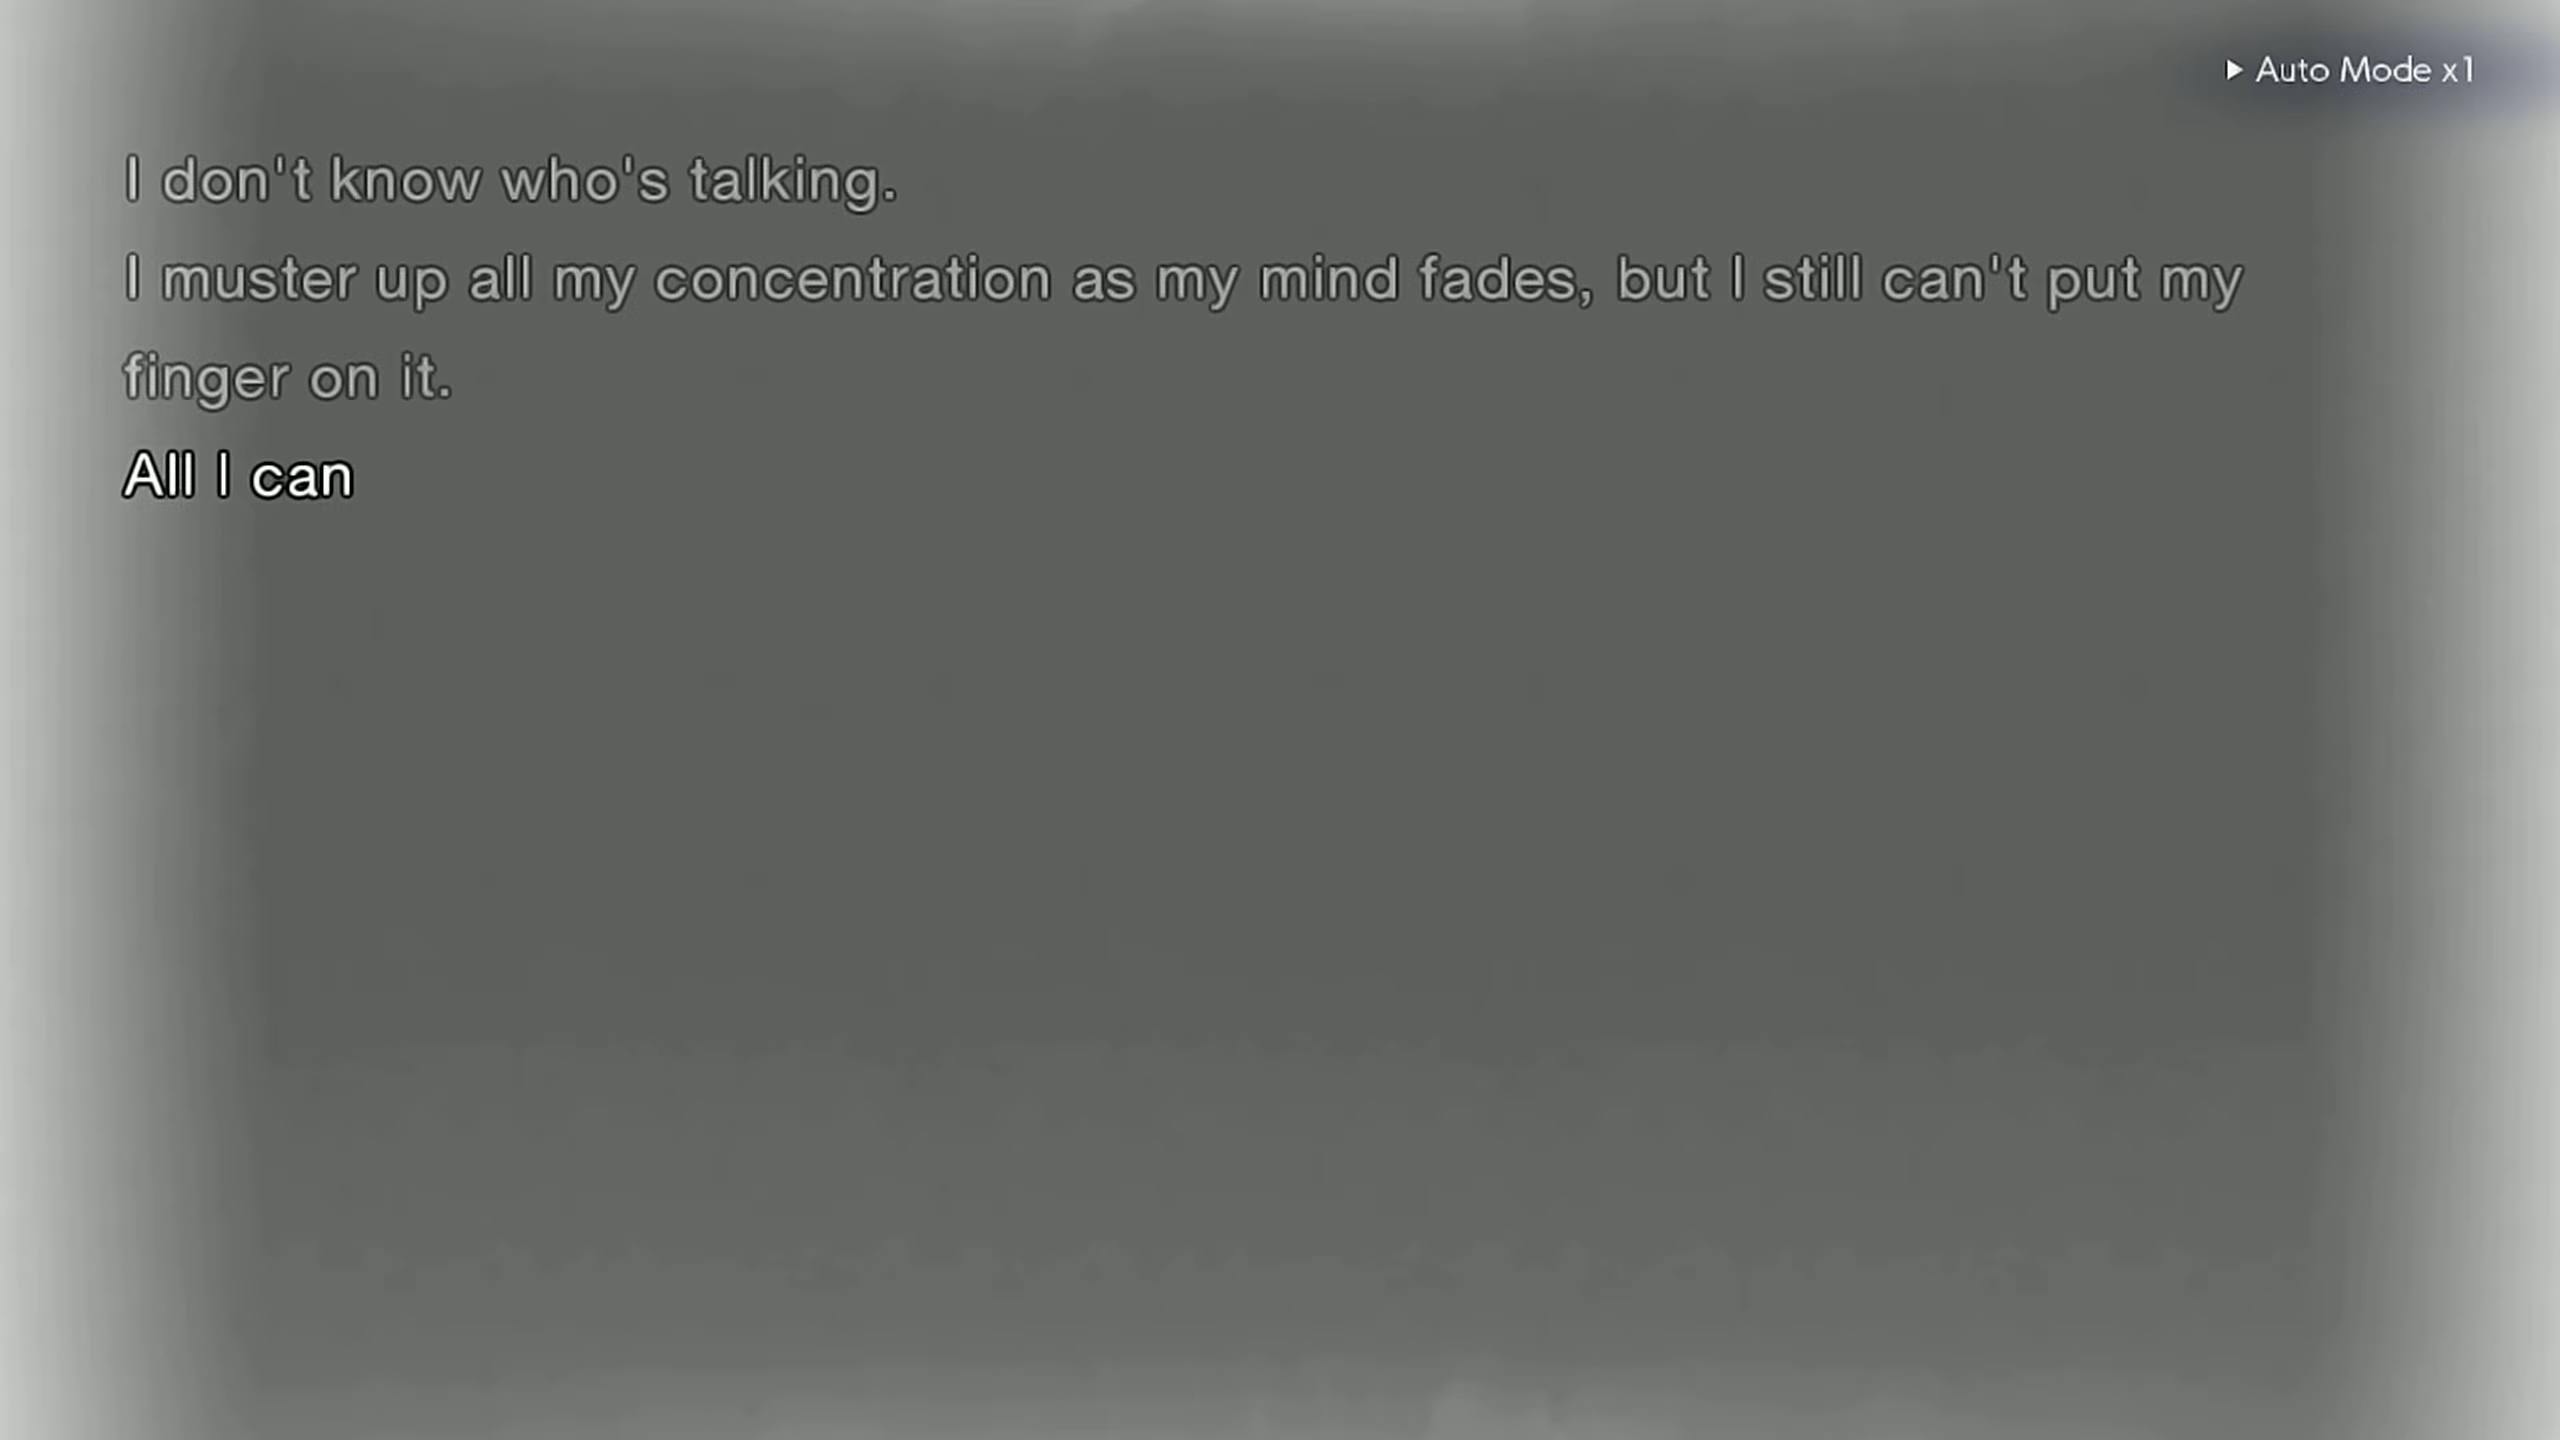 Auto Mode x1
I don't know who's talking.
I muster up all my concentration as my mind fades, but I still can't put my
finger on it.
All I can